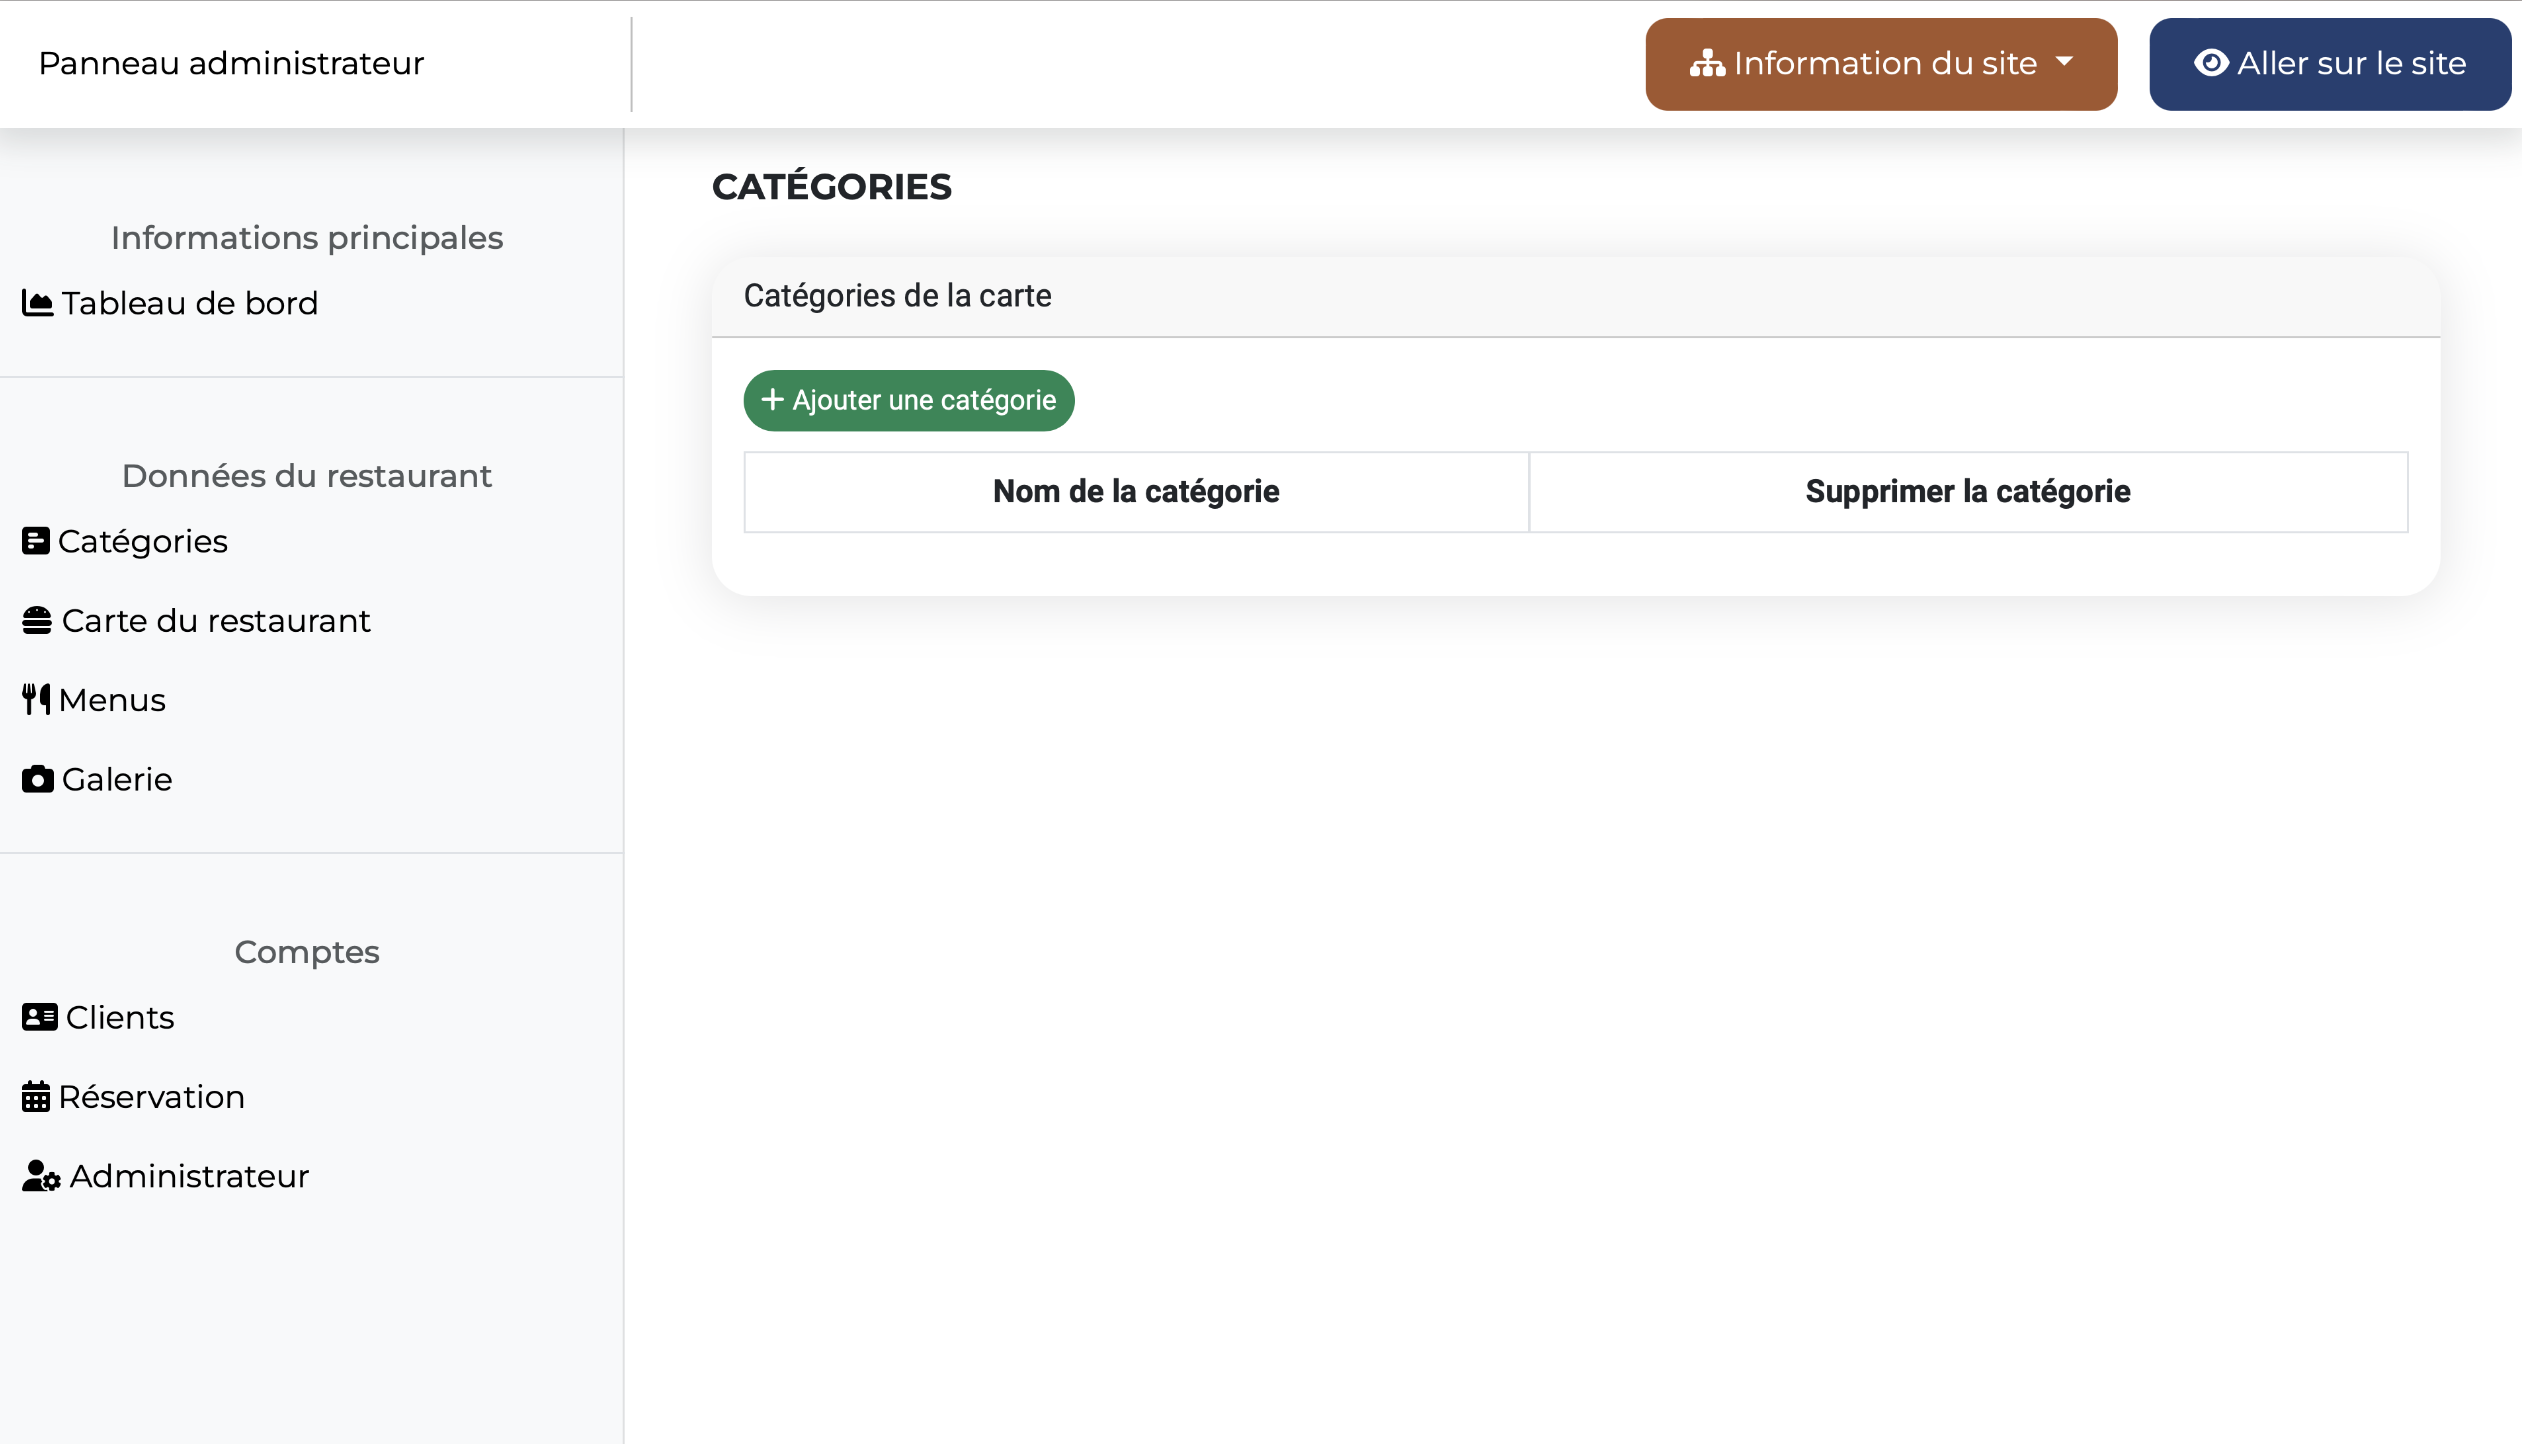 Panneau administrateur
Information du site
Aller sur le site
Informations principales
Tableau de bord
Données du restaurant
Catégories
Carte du restaurant
Menus
Galerie
Comptes
Clients
Réservation
Administrateur
CATÉGORIES
Catégories de la carte
+ Ajouter une catégorie
Nom de la catégorie
Supprimer la catégorie